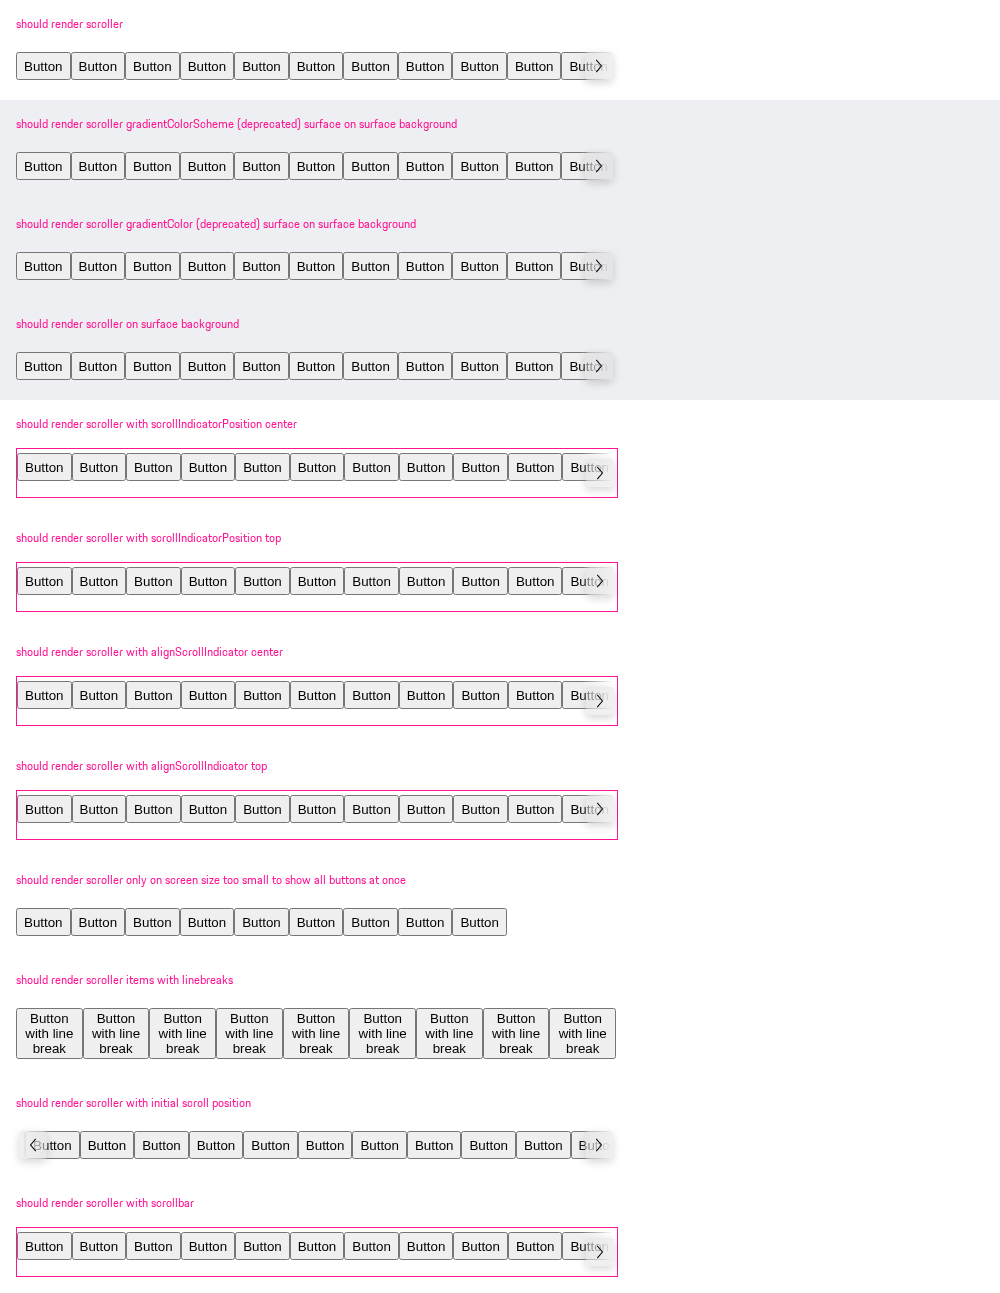 should render scroller
Button Button Button Button Button Button Button Button Button Button Button
should render scroller gradientColorScheme (deprecated) surface on surface background
Button Button Button Button Button Button Button Button Button Button Button
should render scroller gradientColor (deprecated) surface on surface background
Button Button Button Button Button Button Button Button Button Button Button
should render scroller on surface background
Button Button Button Button Button Button Button Button Button Button Button
should render scroller with scrollIndicatorPosition center
Button Button Button Button Button Button Button Button Button Button Button
should render scroller with scrollIndicatorPosition top
Button Button Button Button Button Button Button Button Button Button Button
should render scroller with alignScrollIndicator center
Button Button Button Button Button Button Button Button Button Button Button
should render scroller with alignScrollIndicator top
Button Button Button Button Button Button Button Button Button Button Button
should render scroller only on screen size too small to show all buttons at once
Button Button Button Button Button Button Button Button Button
should render scroller items with linebreaks
Button Button Button Button Button Button Button Button Button
with line with line with line with line with line with line with line with line with line
break break break break break break break break break
should render scroller with initial scroll position
Button Button Button Button Button Button Button Button Button Button Butto
should render scroller with scrollbar
Button Button Button Button Button Button Button Button Button Button Button